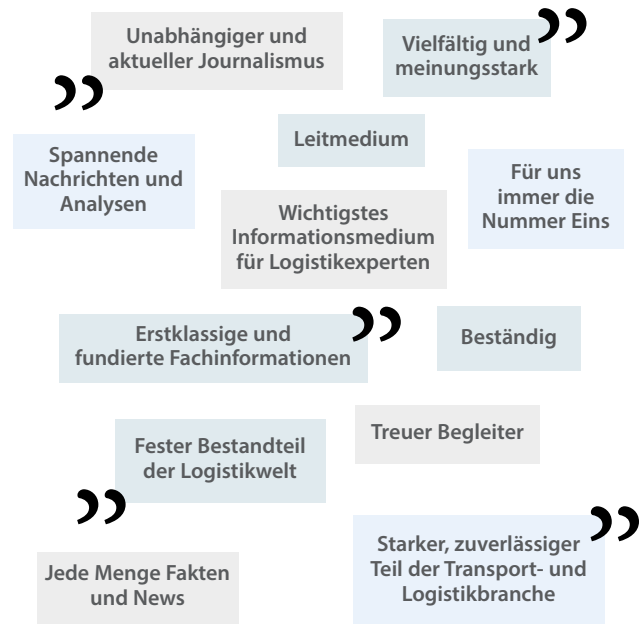 Unabhängiger und
aktueller Journalismus
Vielfältig und
meinungsstark
Leitmedium
Spannende
Nachrichten und
Analysen
Für uns
immer die
Nummer Eins
Wichtigstes
Informationsmedium
für Logistikexperten
Erstklassige und
fundierte Fachinformationen
Beständig
Fester Bestandteil
der Logistikwelt
Treuer Begleiter
Starker, zuverlässiger
Teil der Transport- und
Logistikbranche
Jede Menge Fakten
und News